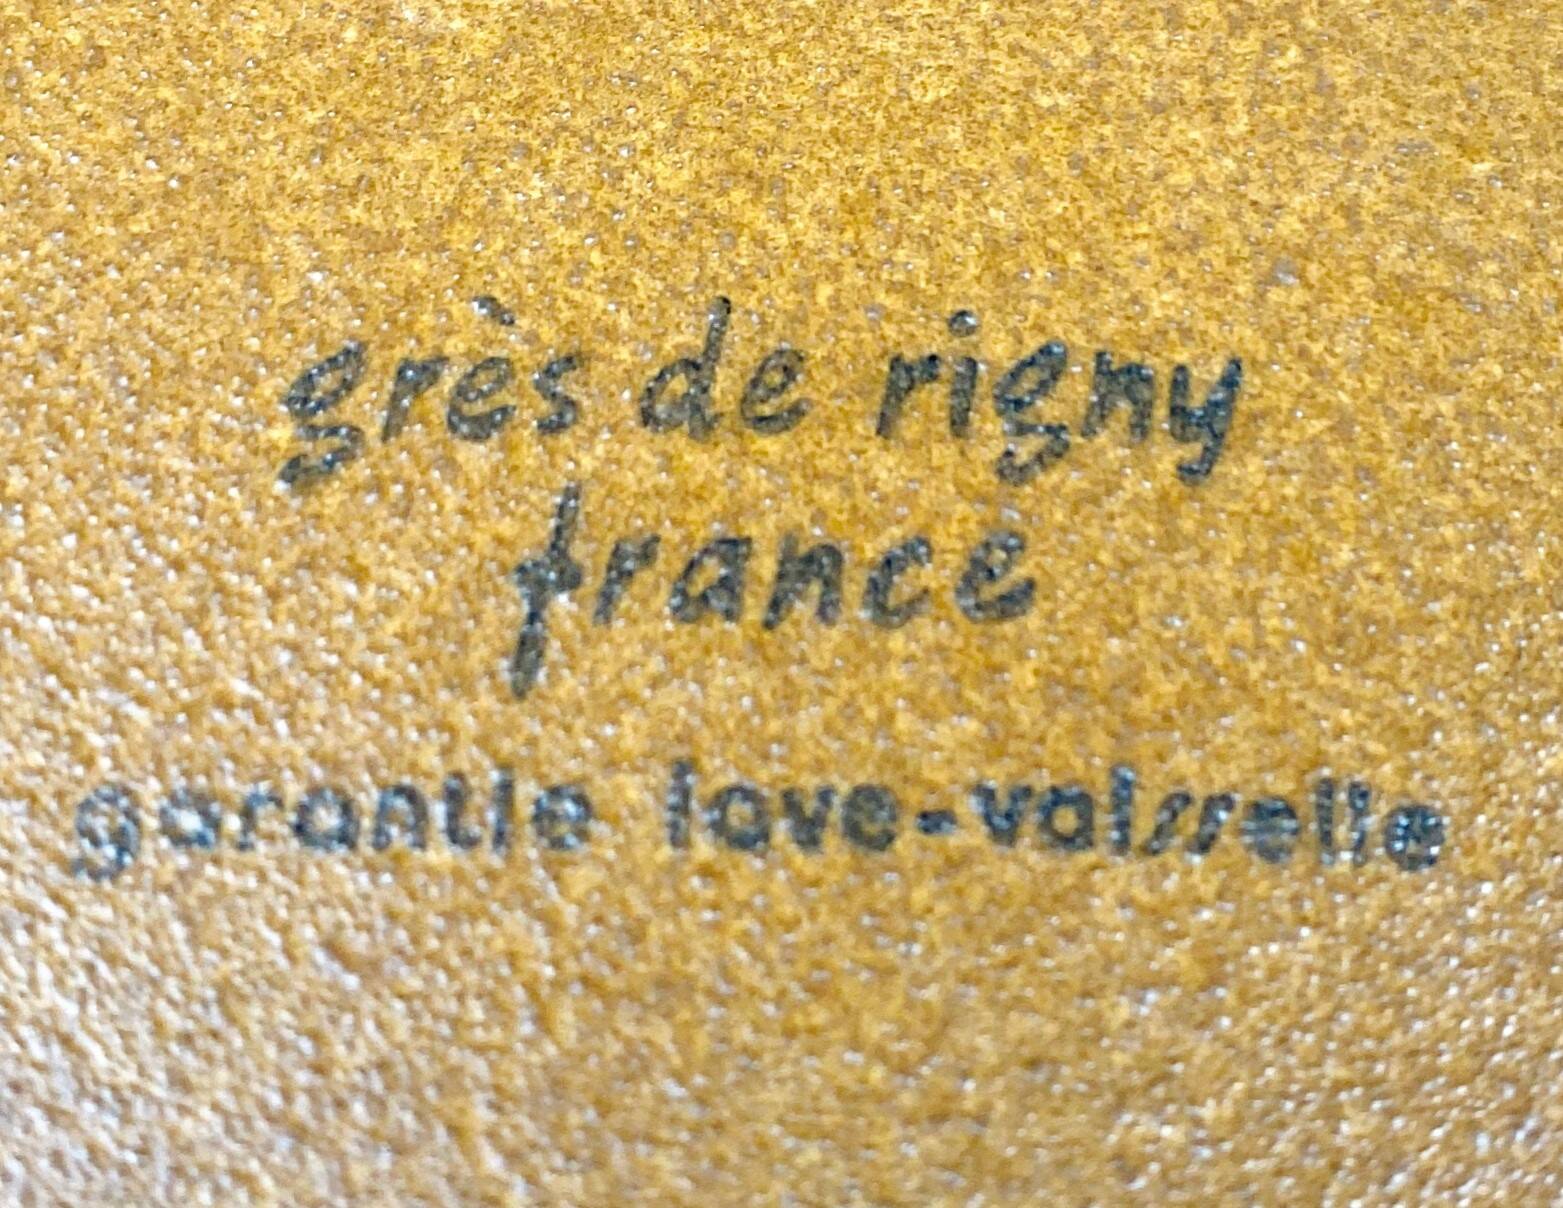 grès de rigny
france
garantie lave-vaisselle